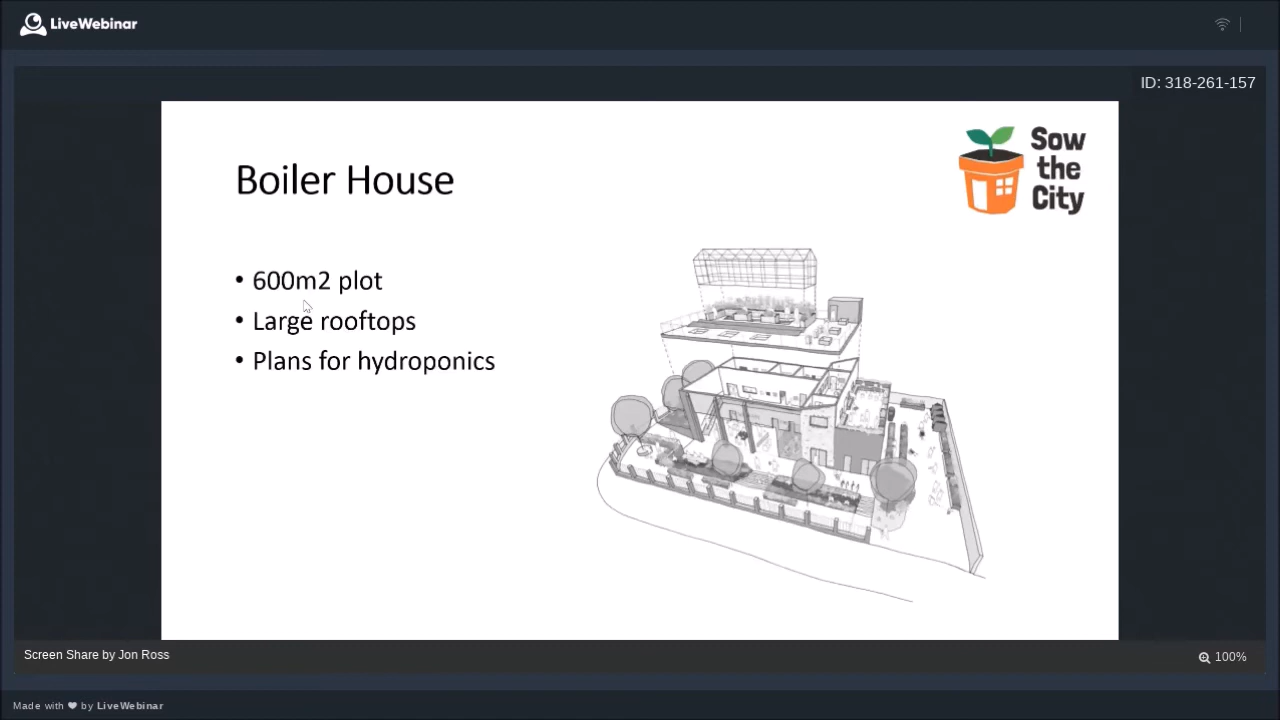 LiveWebinar
ID: 318-261-157
Sow
the
City
Boiler House
• 600m2 plot
• Large rooftops
• Plans for hydroponics
Screen Share by Jon Ross
100%
Made with ❤ by LiveWebinar